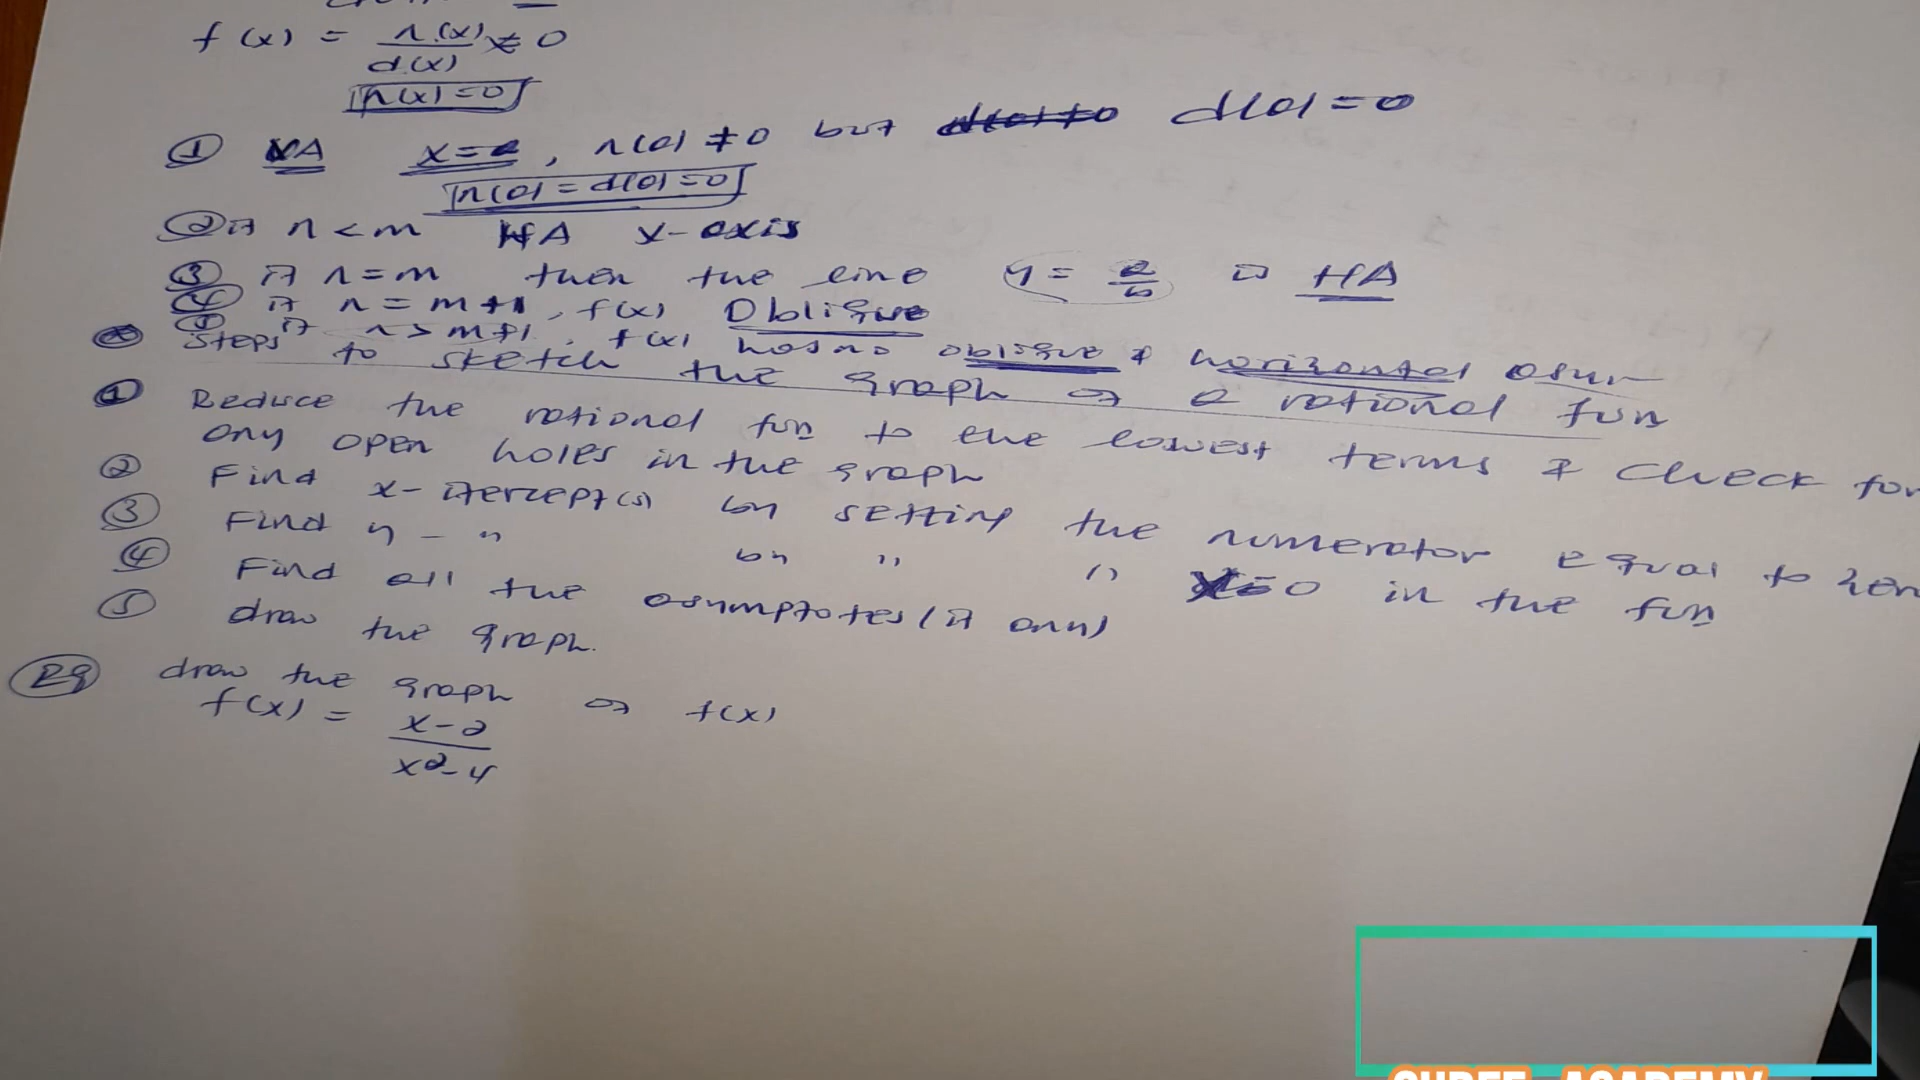 f(x) = n(x)/d(x) ≠ 0
n(x) = 0
① VA x=a, n(a) ≠ 0 but d(a)=0
n(a) = d(a) = 0
② if n<m HA x-axis
③ if n=m then the line y = a/b is HA
④ if n = m+1, f(x) Oblique
⑤ if n>m+1, f(x) has no oblique & horizontal asym
Steps to sketch the graph of a rational fun
① Reduce the rational fun to the lowest terms & check for
any open holes in the graph
② Find x-itercept(s) by setting the numerator equal to zero
③ Find y - " by " " x=0 in the fun
④ Find all the asymptotes (if any)
⑤ draw the graph.
Eg draw the graph of f(x)
f(x) = x-2/x²-4